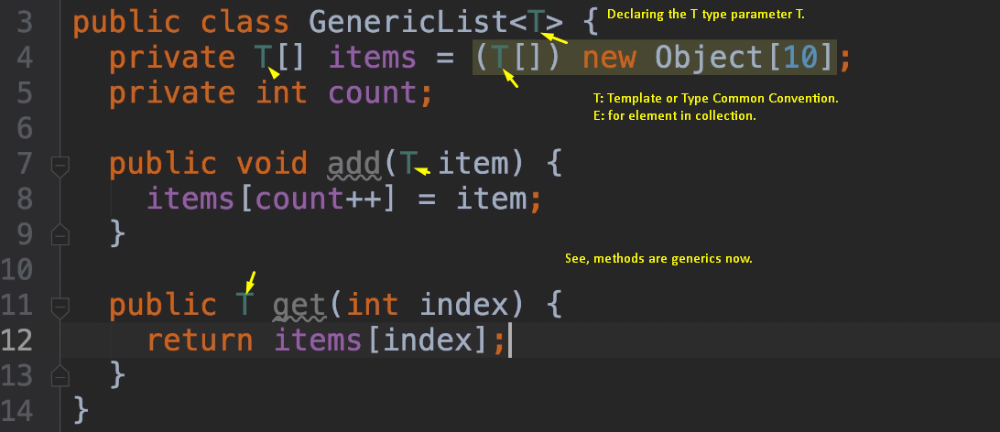 3 public class GenericList<T> { Declaring the T type parameter T.
4 private T[] items = (T[]) new Object[10];
5 private int count;
T: Template or Type Common Convention.
E: for element in collection.
6
7 public void add(T item) {
8 items[count++] = item;
9 }
10
See, methods are generics now.
11 public T get(int index) {
12 return items[index];
13 }
14 }